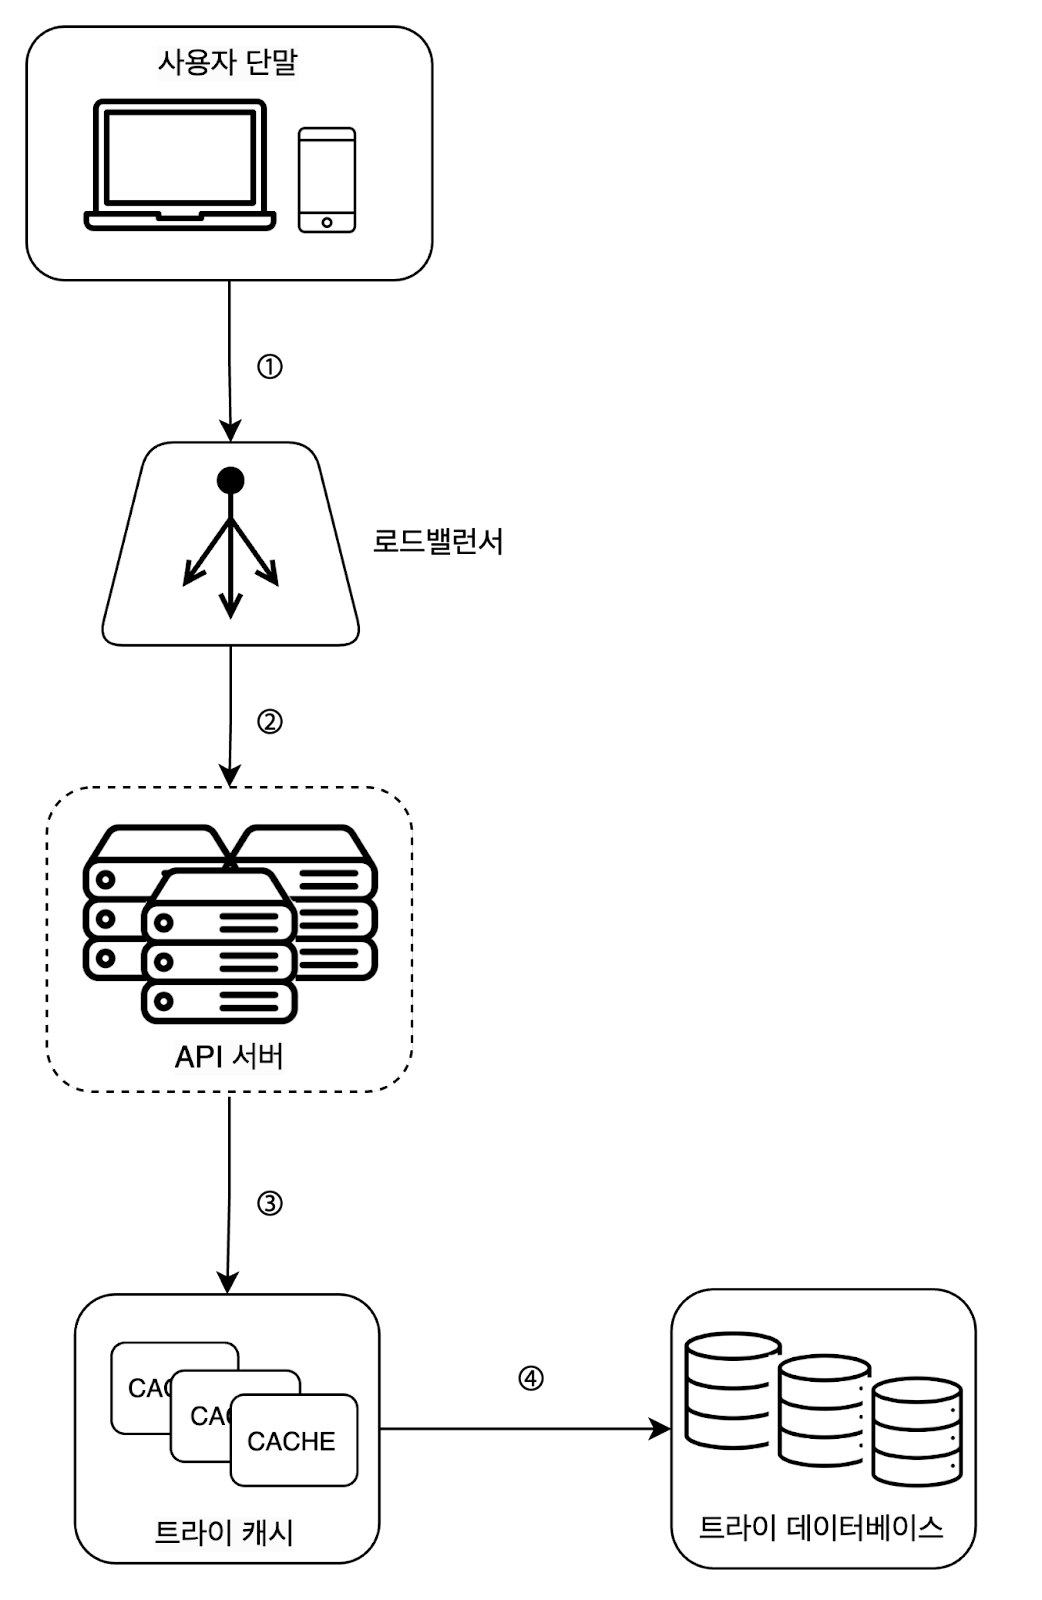 사용자 단말
①
로드밸런서
②
API 서버
③
CAC
CAC
CACHE
트라이 캐시
④
트라이 데이터베이스